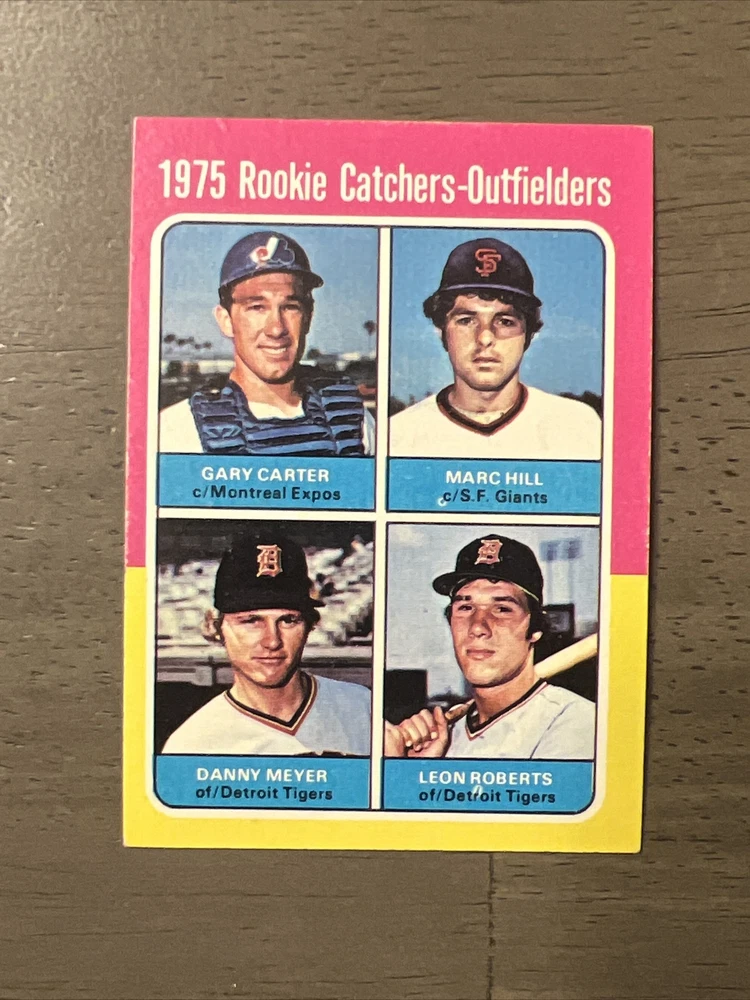 1975 Rookie Catchers-Outfielders
SF
GARY CARTER
c/Montreal Expos
MARC HILL
c/S.F. Giants
D
D
DANNY MEYER
of/Detroit Tigers
LEON ROBERTS
of/Detroit Tigers